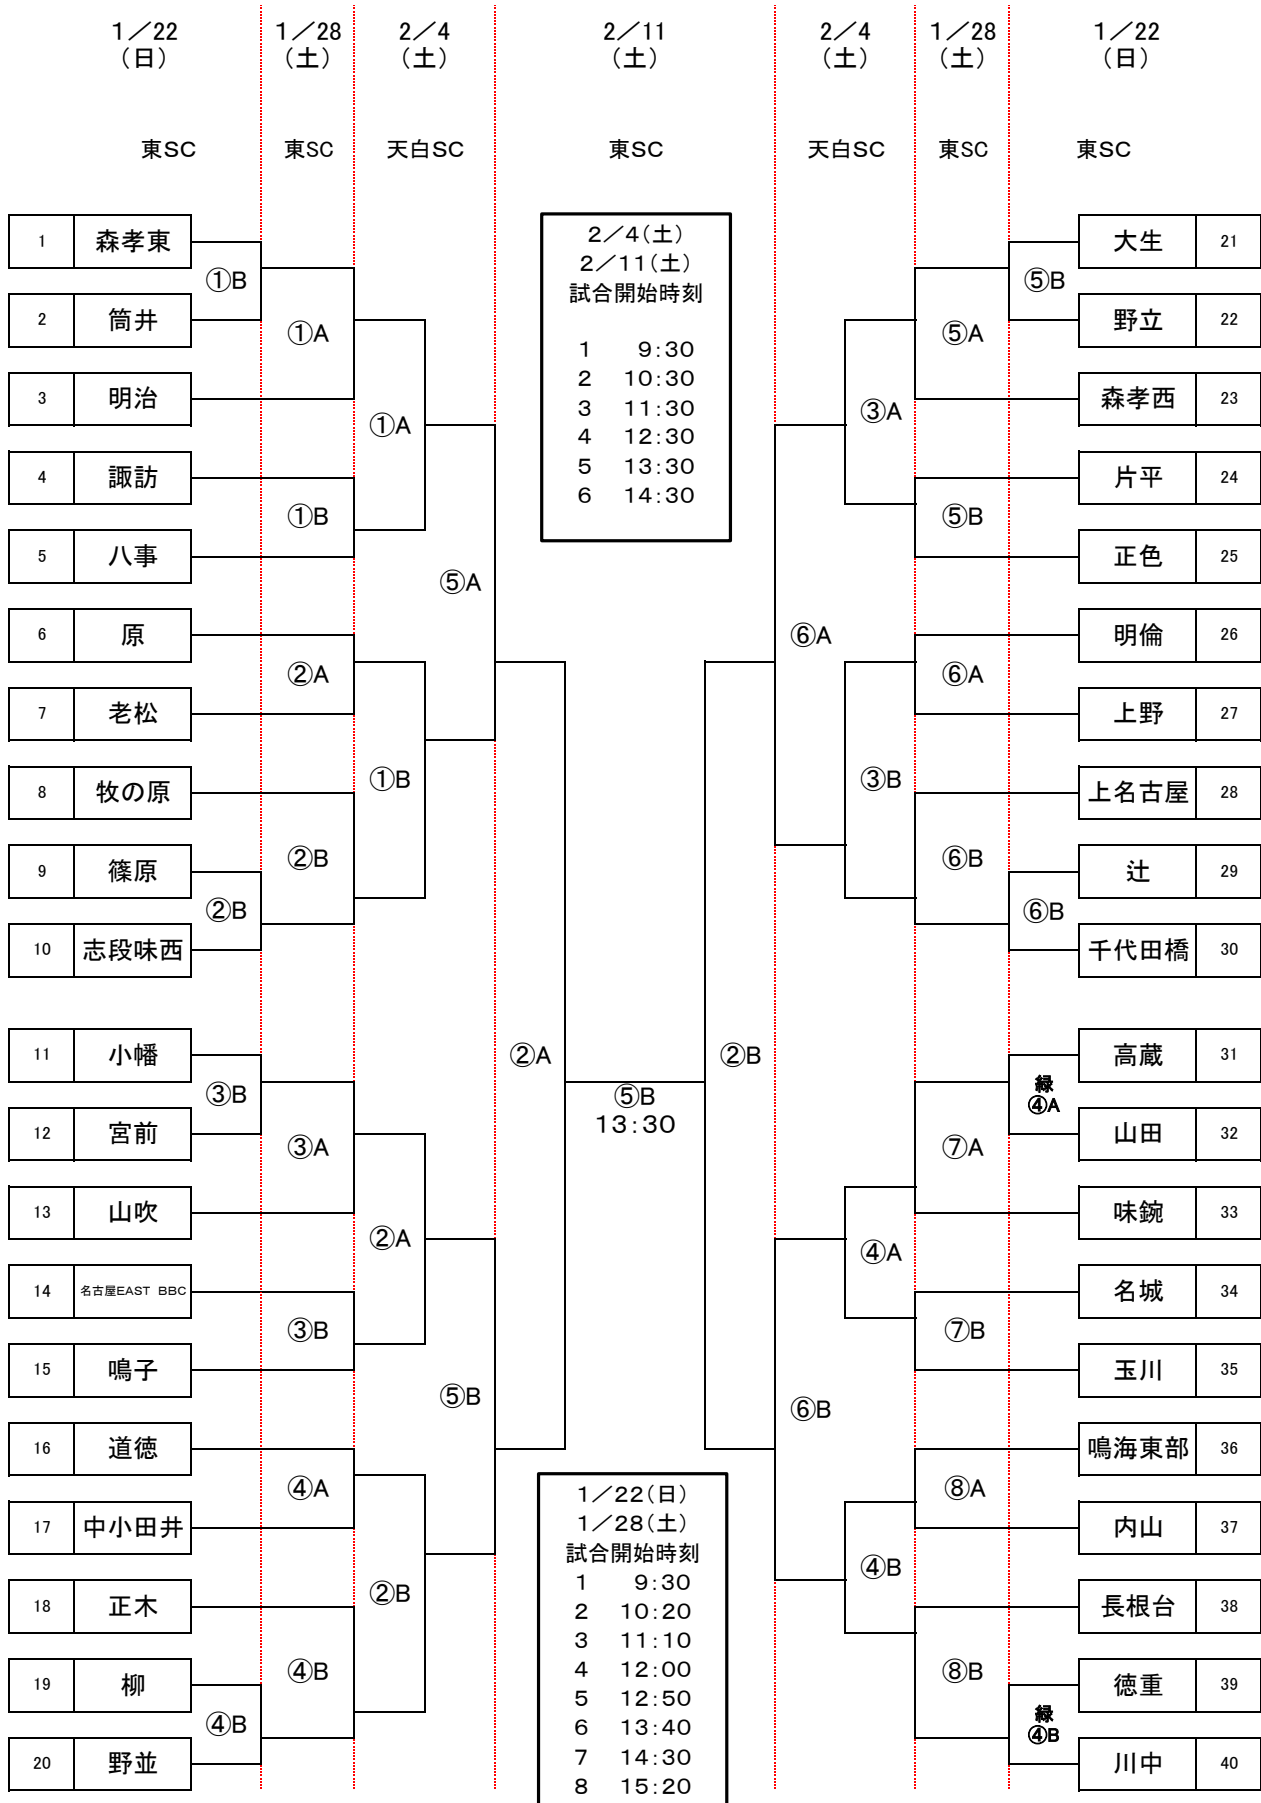 1／22 1／28 2／4 2／11 2／4 1／28 1／22
（日） （土） （土） （土） （土） （土） （日）
東SC 東SC 天白SC 東SC 天白SC 東SC 東SC
2／4（土）
2／11（土）
試合開始時刻
1 9：30
2 10：30
3 11：30
4 12：30
5 13：30
6 14：30
1 森孝東
2 筒井
3 明治
4 諏訪
5 八事
6 原
7 老松
8 牧の原
9 篠原
10 志段味西
11 小幡
12 宮前
13 山吹
14 名古屋EAST BBC
15 鳴子
16 道徳
17 中小田井
18 正木
19 柳
20 野並
①B
②B
③B
④B
①A
①B
②A
②B
③A
③B
④A
④B
①A
①B
②A
②B
⑤A
⑤B
②A
⑤B
13：30
②B
⑥A
⑥B
③A
③B
④A
④B
⑤A
⑤B
⑥A
⑥B
⑦A
⑦B
⑧A
⑧B
⑤B
⑥B
緑
④A
緑
④B
大生 21
野立 22
森孝西 23
片平 24
正色 25
明倫 26
上野 27
上名古屋 28
辻 29
千代田橋 30
高蔵 31
山田 32
味鋺 33
名城 34
玉川 35
鳴海東部 36
内山 37
長根台 38
徳重 39
川中 40
1／22（日）
1／28（土）
試合開始時刻
1 9：30
2 10：20
3 11：10
4 12：00
5 12：50
6 13：40
7 14：30
8 15：20